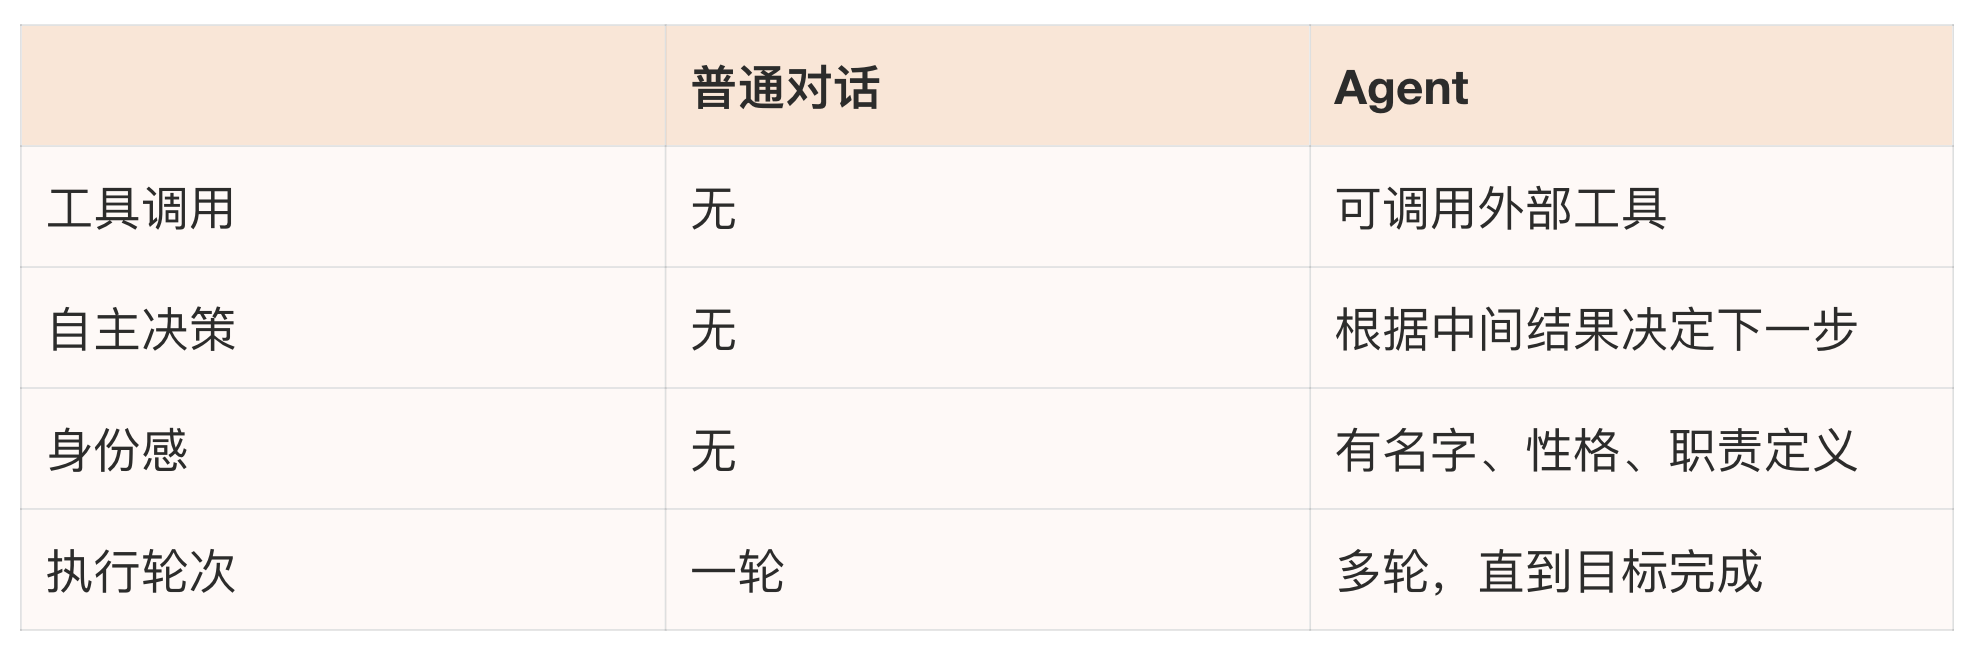 普通对话 Agent
工具调用 无 可调用外部工具
自主决策 无 根据中间结果决定下一步
身份感 无 有名字、性格、职责定义
执行轮次 一轮 多轮，直到目标完成